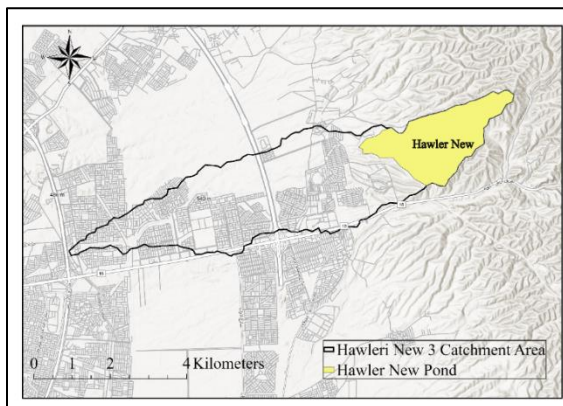 N
W
Hawler New
0 1 2 4 Kilometers
Hawleri New 3 Catchment Area
Hawler New Pond